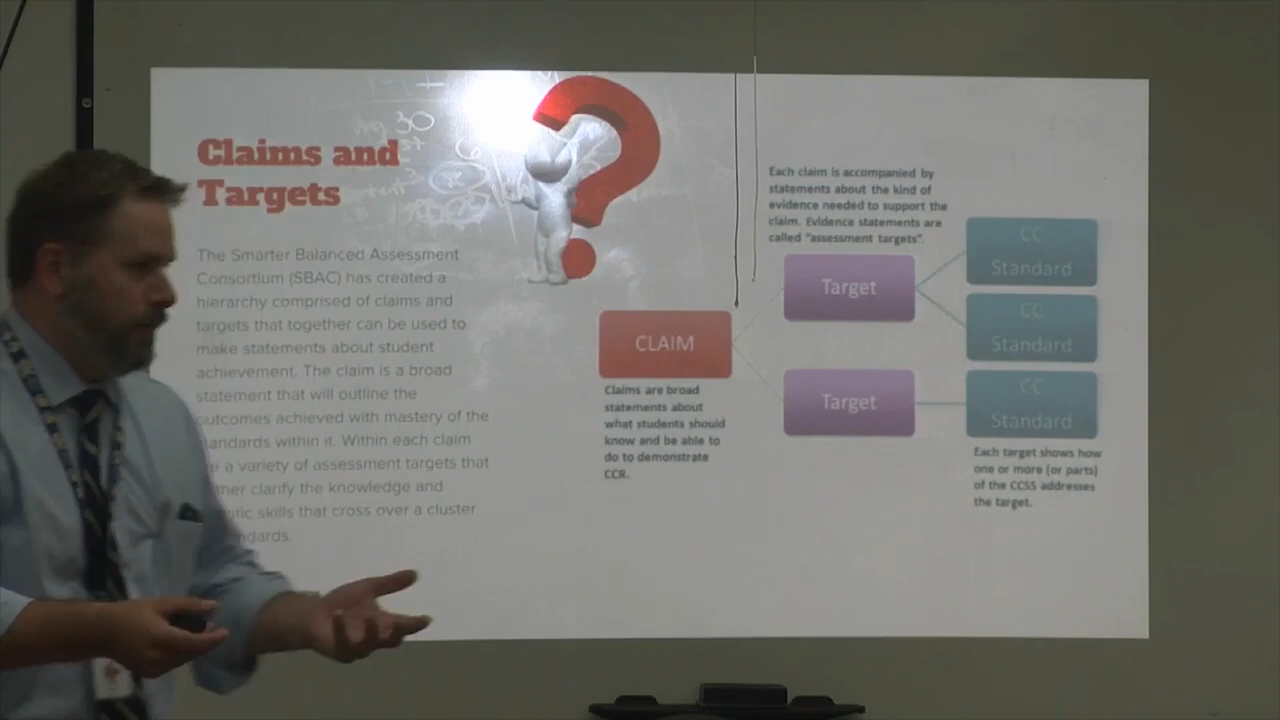 Claims and
Targets
The Smarter Balanced Assessment
Consortium (SBAC) has created a
hierarchy comprised of claims and
targets that together can be used to
make statements about student
achievement. The claim is a broad
statement that will outline the
outcomes achieved with mastery of the
andards within it. Within each claim
e a variety of assessment targets that
ther clarify the knowledge and
ific skills that cross over a cluster
ndards.
30
Each claim is accompanied by
statements about the kind of
evidence needed to support the
claim. Evidence statements are
called "assessment targets".
CLAIM
Claims are broad
statements about
what students should
know and be able to
do to demonstrate
CCR.
Target
Target
CC
Standard
CC
Standard
CC
Standard
Each target shows how
one or more (or parts)
of the CCSS addresses
the target.